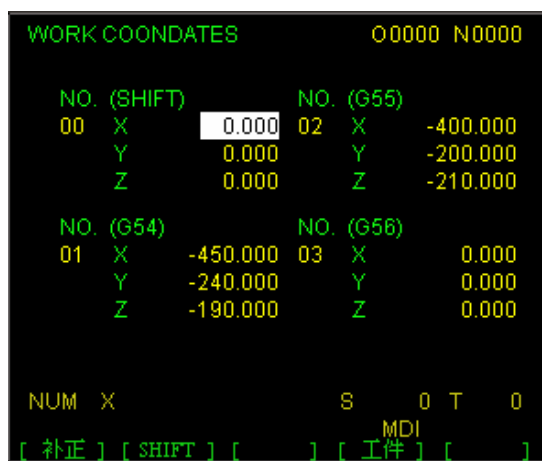 WORK COONDATES O0000 N0000
NO. (SHIFT) NO. (G55)
00 X 0.000 02 X -400.000
Y 0.000 Y -200.000
Z 0.000 Z -210.000
NO. (G54) NO. (G56)
01 X -450.000 03 X 0.000
Y -240.000 Y 0.000
Z -190.000 Z 0.000
NUM X S 0 T 0
MDI
[ 补正 ] [ SHIFT ] [ ] [ 工件 ] [ ]